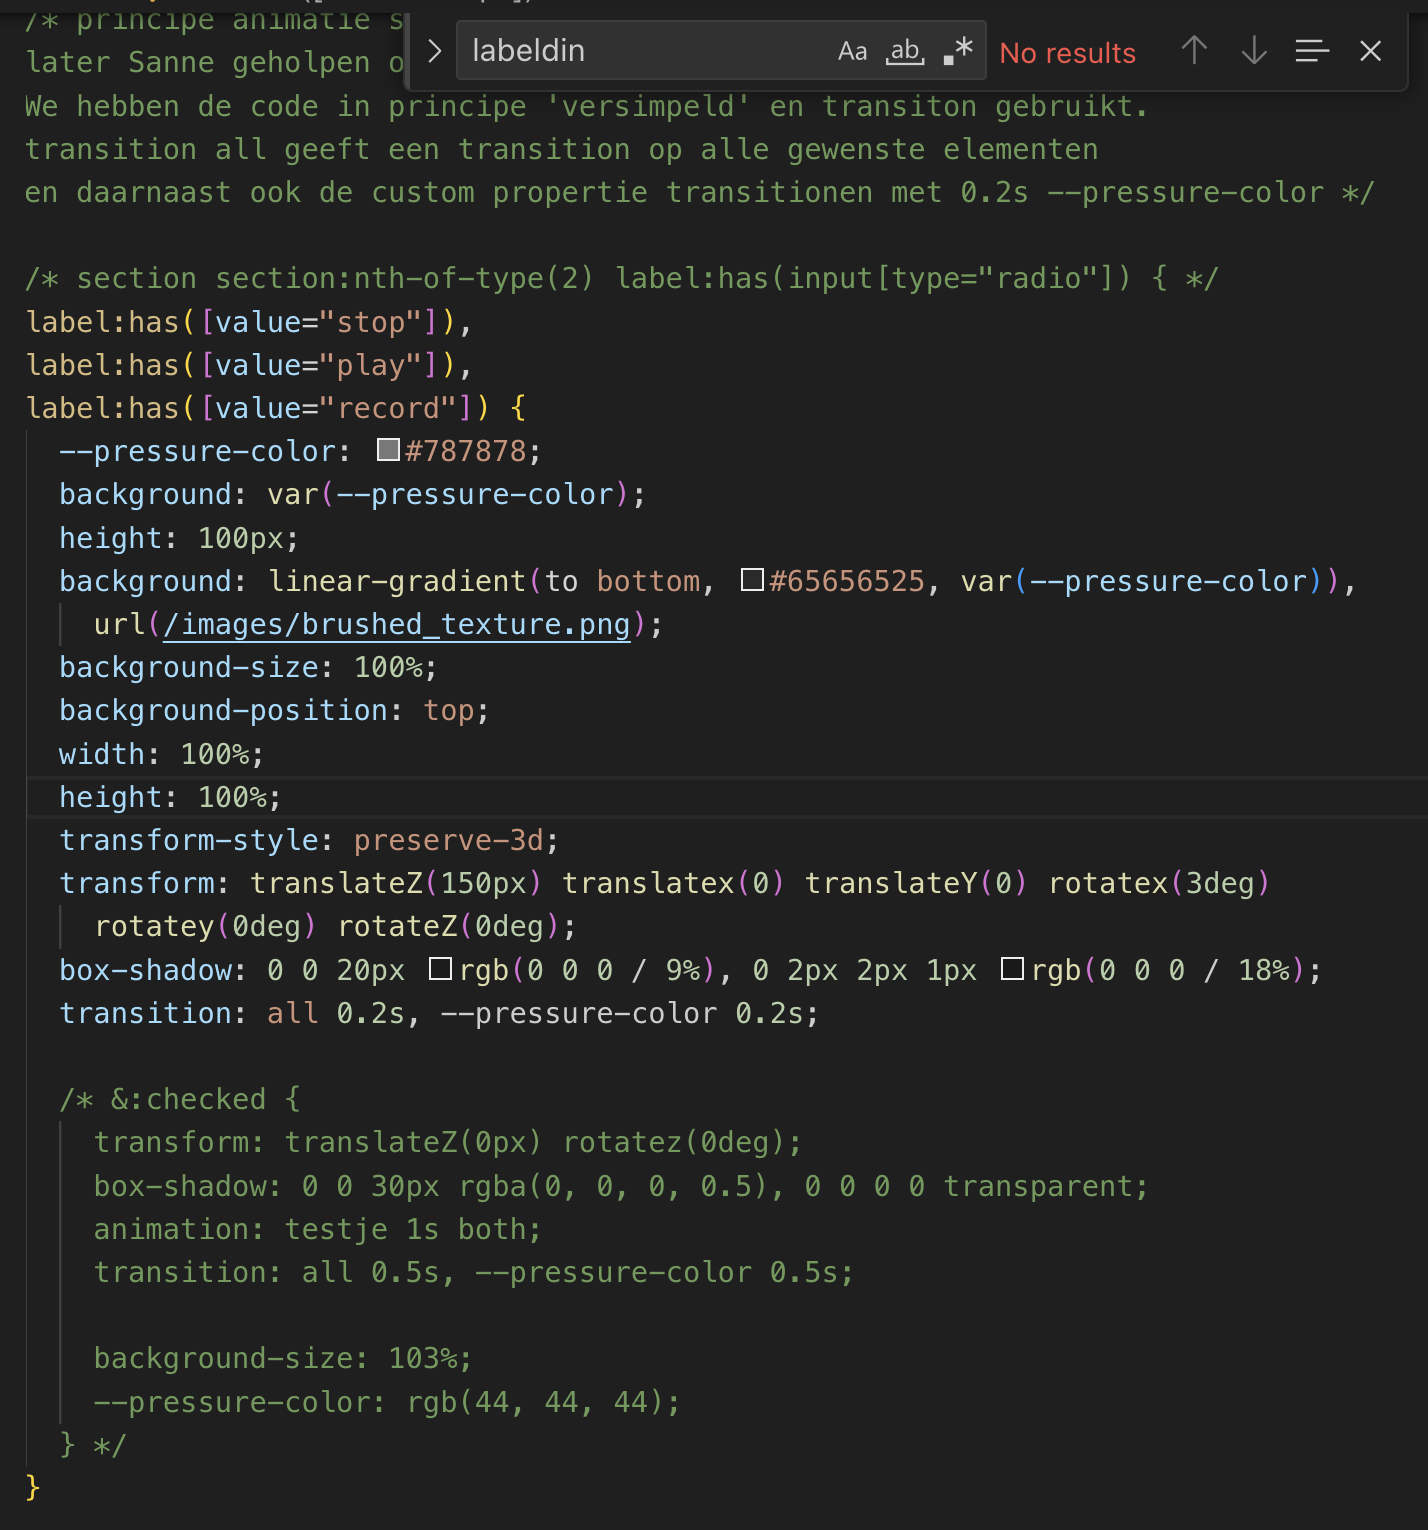 /* principe animatie s
labeldin
Aa ab .*
No results
later Sanne geholpen o
We hebben de code in principe 'versimpeld' en transiton gebruikt.
transition all geeft een transition op alle gewenste elementen
en daarnaast ook de custom propertie transitionen met 0.2s --pressure-color */
/* section section:nth-of-type(2) label:has(input[type="radio"]) { */
label:has([value="stop"]),
label:has([value="play"]),
label:has([value="record"]) {
--pressure-color: #787878;
background: var(--pressure-color);
height: 100px;
background: linear-gradient(to bottom, #65656525, var(--pressure-color)),
url(/images/brushed_texture.png);
background-size: 100%;
background-position: top;
width: 100%;
height: 100%;
transform-style: preserve-3d;
transform: translateZ(150px) translatex(0) translateY(0) rotatex(3deg)
rotatey(0deg) rotateZ(0deg);
box-shadow: 0 0 20px rgb(0 0 0 / 9%), 0 2px 2px 1px rgb(0 0 0 / 18%);
transition: all 0.2s, --pressure-color 0.2s;
/* &:checked {
transform: translateZ(0px) rotatez(0deg);
box-shadow: 0 0 30px rgba(0, 0, 0, 0.5), 0 0 0 0 transparent;
animation: testje 1s both;
transition: all 0.5s, --pressure-color 0.5s;
background-size: 103%;
--pressure-color: rgb(44, 44, 44);
} */
}